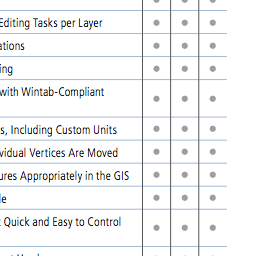 Editing Tasks per Layer
ations
ing
with Wintab-Compliant
s, Including Custom Units
vidual Vertices Are Moved
ures Appropriately in the GIS
le
t Quick and Easy to Control